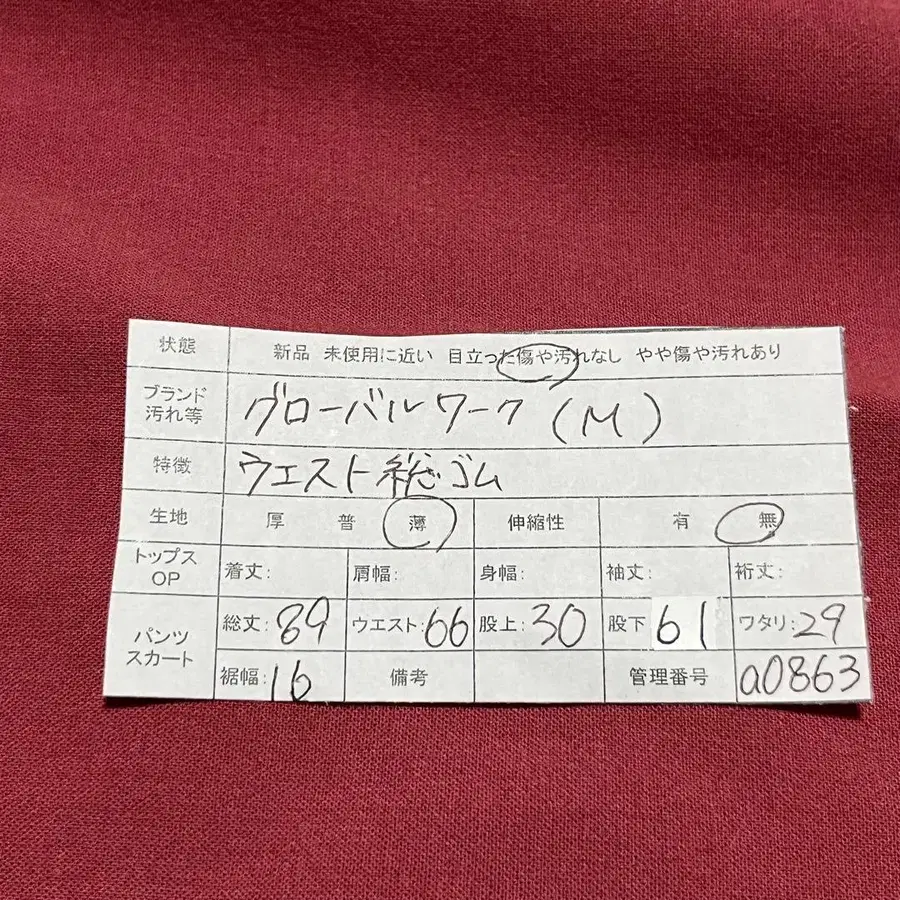 状態 新品 未使用に近い 目立った傷や汚れなし やや傷や汚れあり
ブランド
汚れ等 グローバルワーク (M)
特徴 ウエスト総ゴム
生地 厚 普 薄 伸縮性 有 無
トップス
OP 着丈: 肩幅: 身幅: 袖丈: 裄丈:
パンツ
スカート 総丈: 89 ウエスト: 66 股上: 30 股下 61 ワタリ: 29
裾幅: 16 備考 管理番号 a0863